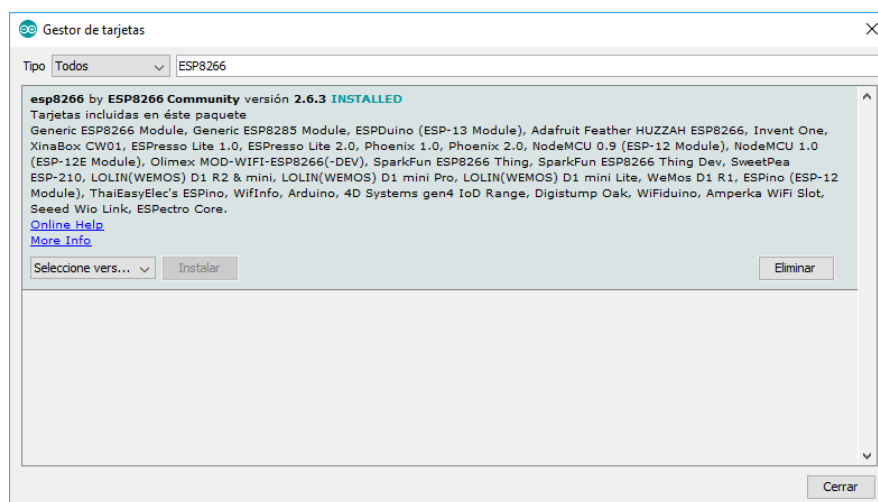 Gestor de tarjetas
Tipo Todos ESP8266
esp8266 by ESP8266 Community versión 2.6.3 INSTALLED
Tarjetas incluidas en éste paquete
Generic ESP8266 Module, Generic ESP8285 Module, ESPDuino (ESP-13 Module), Adafruit Feather HUZZAH ESP8266, Invent One,
XinaBox CW01, ESPresso Lite 1.0, ESPresso Lite 2.0, Phoenix 1.0, Phoenix 2.0, NodeMCU 0.9 (ESP-12 Module), NodeMCU 1.0
(ESP-12E Module), Olimex MOD-WIFI-ESP8266(-DEV), SparkFun ESP8266 Thing, SparkFun ESP8266 Thing Dev, SweetPea
ESP-210, LOLIN(WEMOS) D1 R2 & mini, LOLIN(WEMOS) D1 mini Pro, LOLIN(WEMOS) D1 mini Lite, WeMos D1 R1, ESPino (ESP-12
Module), ThaiEasyElec's ESPino, WifInfo, Arduino, 4D Systems gen4 IoD Range, Digistump Oak, WiFiduino, Amperka WiFi Slot,
Seeed Wio Link, ESPectro Core.
Online Help
More Info
Seleccione vers... Instalar Eliminar
Cerrar